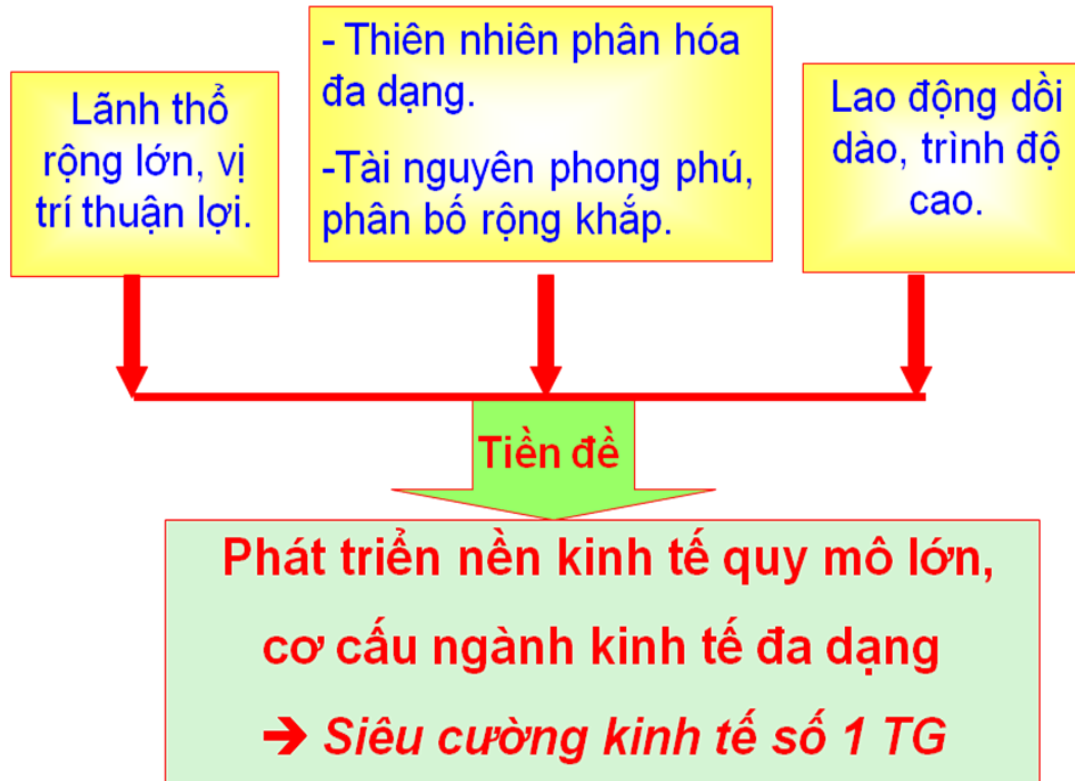 Lãnh thổ
rộng lớn, vị
trí thuận lợi.
- Thiên nhiên phân hóa
đa dạng.
-Tài nguyên phong phú,
phân bố rộng khắp.
Lao động dồi
dào, trình độ
cao.
Tiền đề
Phát triển nền kinh tế quy mô lớn,
cơ cấu ngành kinh tế đa dạng
➔ Siêu cường kinh tế số 1 TG